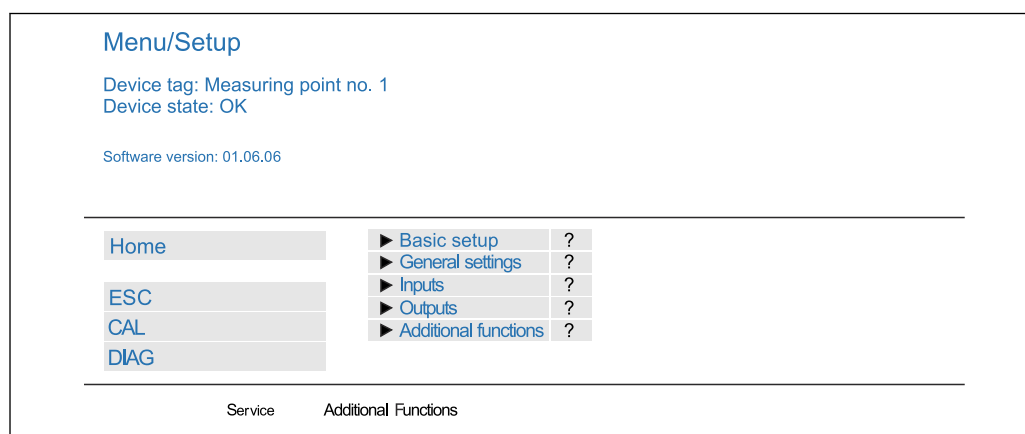 Menu/Setup
Device tag: Measuring point no. 1
Device state: OK
Software version: 01.06.06
Home
ESC
CAL
DIAG
► Basic setup ?
► General settings ?
► Inputs ?
► Outputs ?
► Additional functions ?
Service Additional Functions